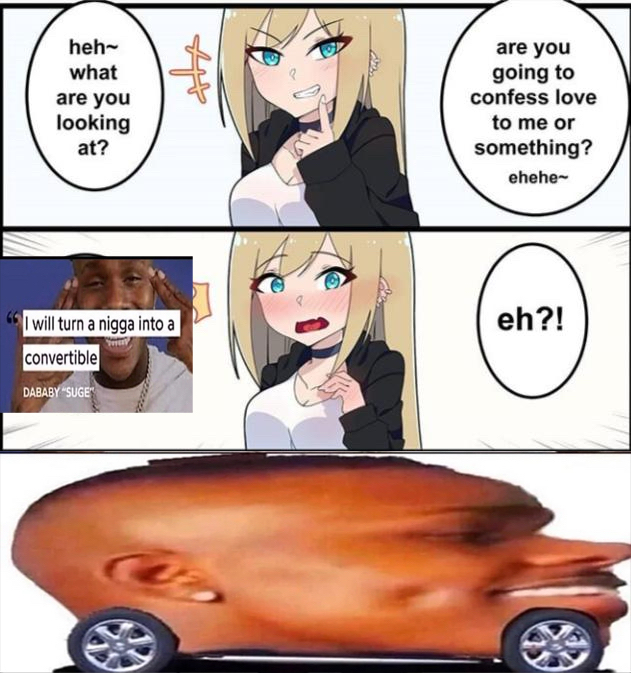 heh~
what
are you
looking
at?
are you
going to
confess love
to me or
something?
ehehe~
“ I will turn a nigga into a
convertible
DABABY “SUGE”
eh?!